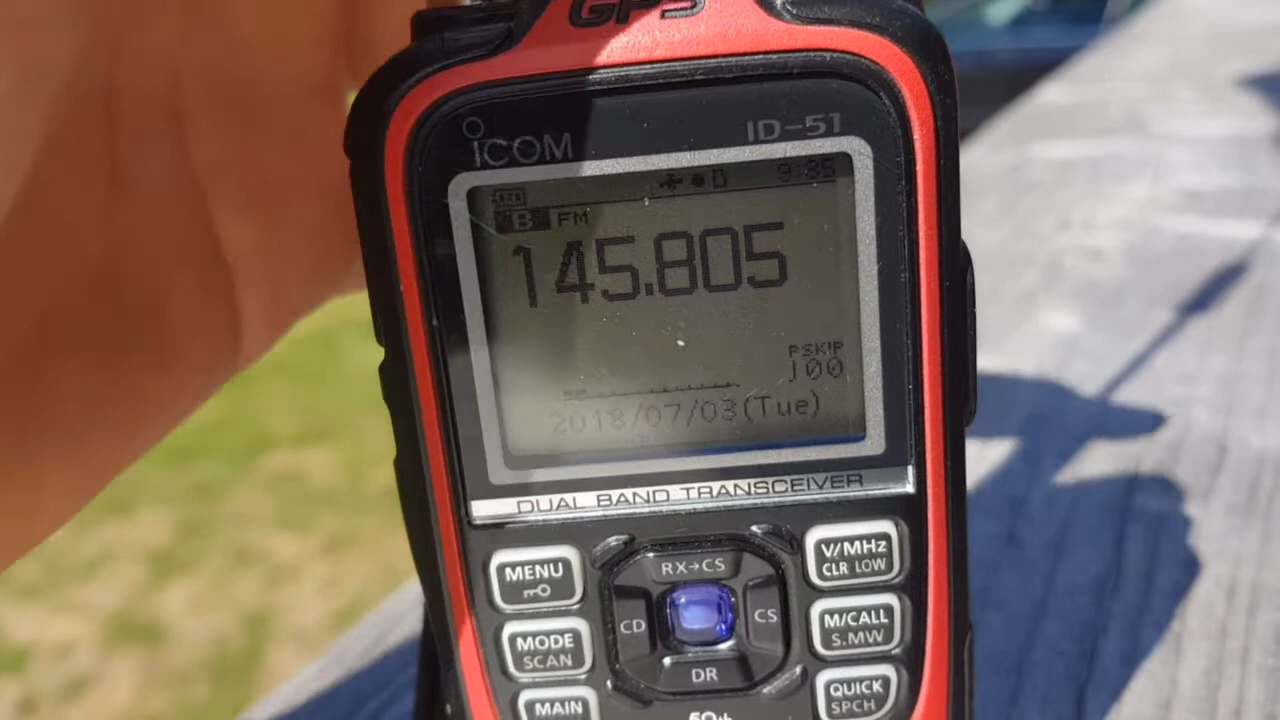 GPS
iCOM
ID-51
9:35
B FM
145.805
PSKIP
100
2018/07/03(Tue)
DUAL BAND TRANSCEIVER
MENU
RX→CS
V/MHz
CLR LOW
CD
CS
MODE
SCAN
M/CALL
S.MW
DR
MAIN
QUICK
SPCH